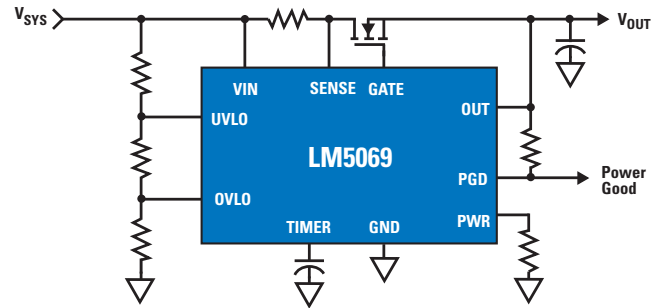 VSYS
VOUT
VIN
SENSE
GATE
OUT
UVLO
LM5069
PGD
Power
Good
OVLO
PWR
TIMER
GND